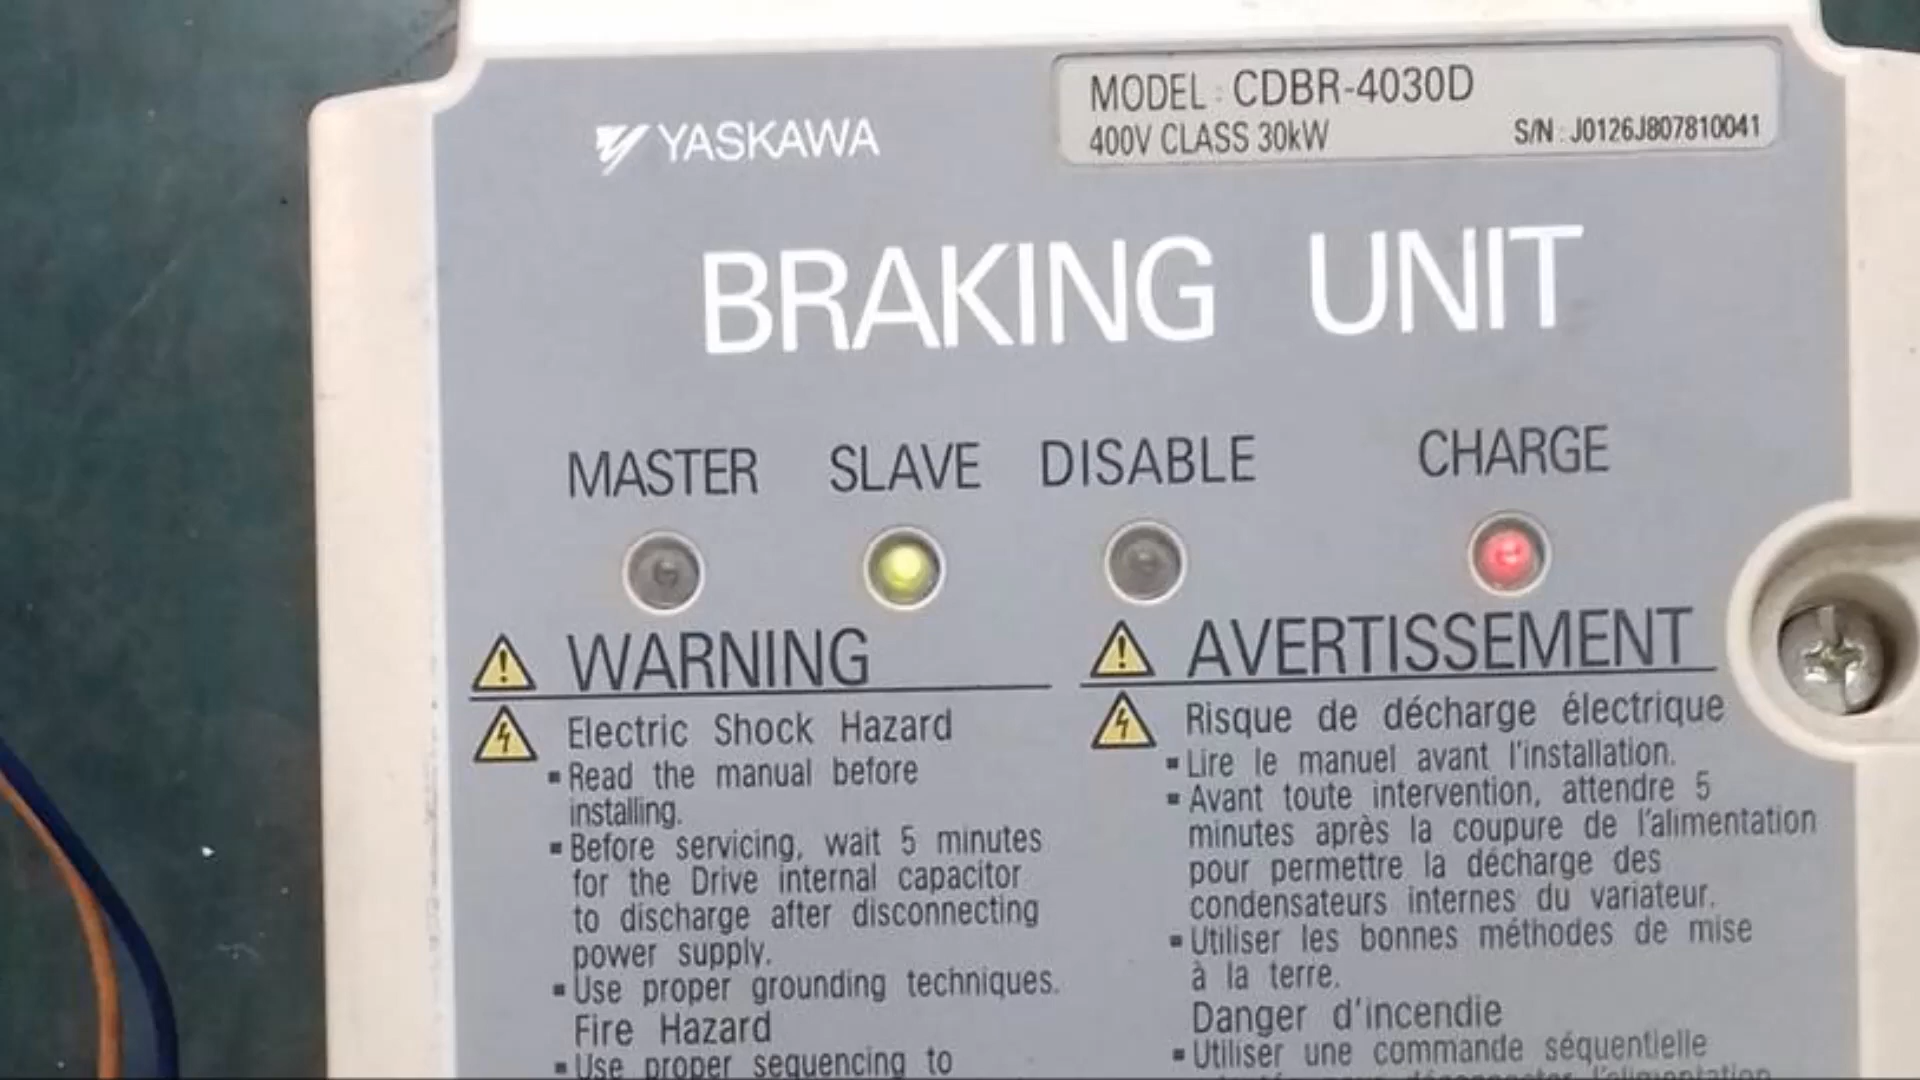 MODEL : CDBR-4030D
400V CLASS 30kW
S/N : J0126J807810041
YASKAWA
BRAKING UNIT
MASTER SLAVE DISABLE CHARGE
WARNING
Electric Shock Hazard
▪ Read the manual before
installing.
▪ Before servicing, wait 5 minutes
for the Drive internal capacitor
to discharge after disconnecting
power supply.
▪ Use proper grounding techniques.
Fire Hazard
▪ Use proper sequencing to
AVERTISSEMENT
Risque de décharge électrique
▪ Lire le manuel avant l'installation.
▪ Avant toute intervention, attendre 5
minutes après la coupure de l'alimentation
pour permettre la décharge des
condensateurs internes du variateur.
▪ Utiliser les bonnes méthodes de mise
à la terre.
Danger d'incendie
▪ Utiliser une commande séquentielle
l'alimentation